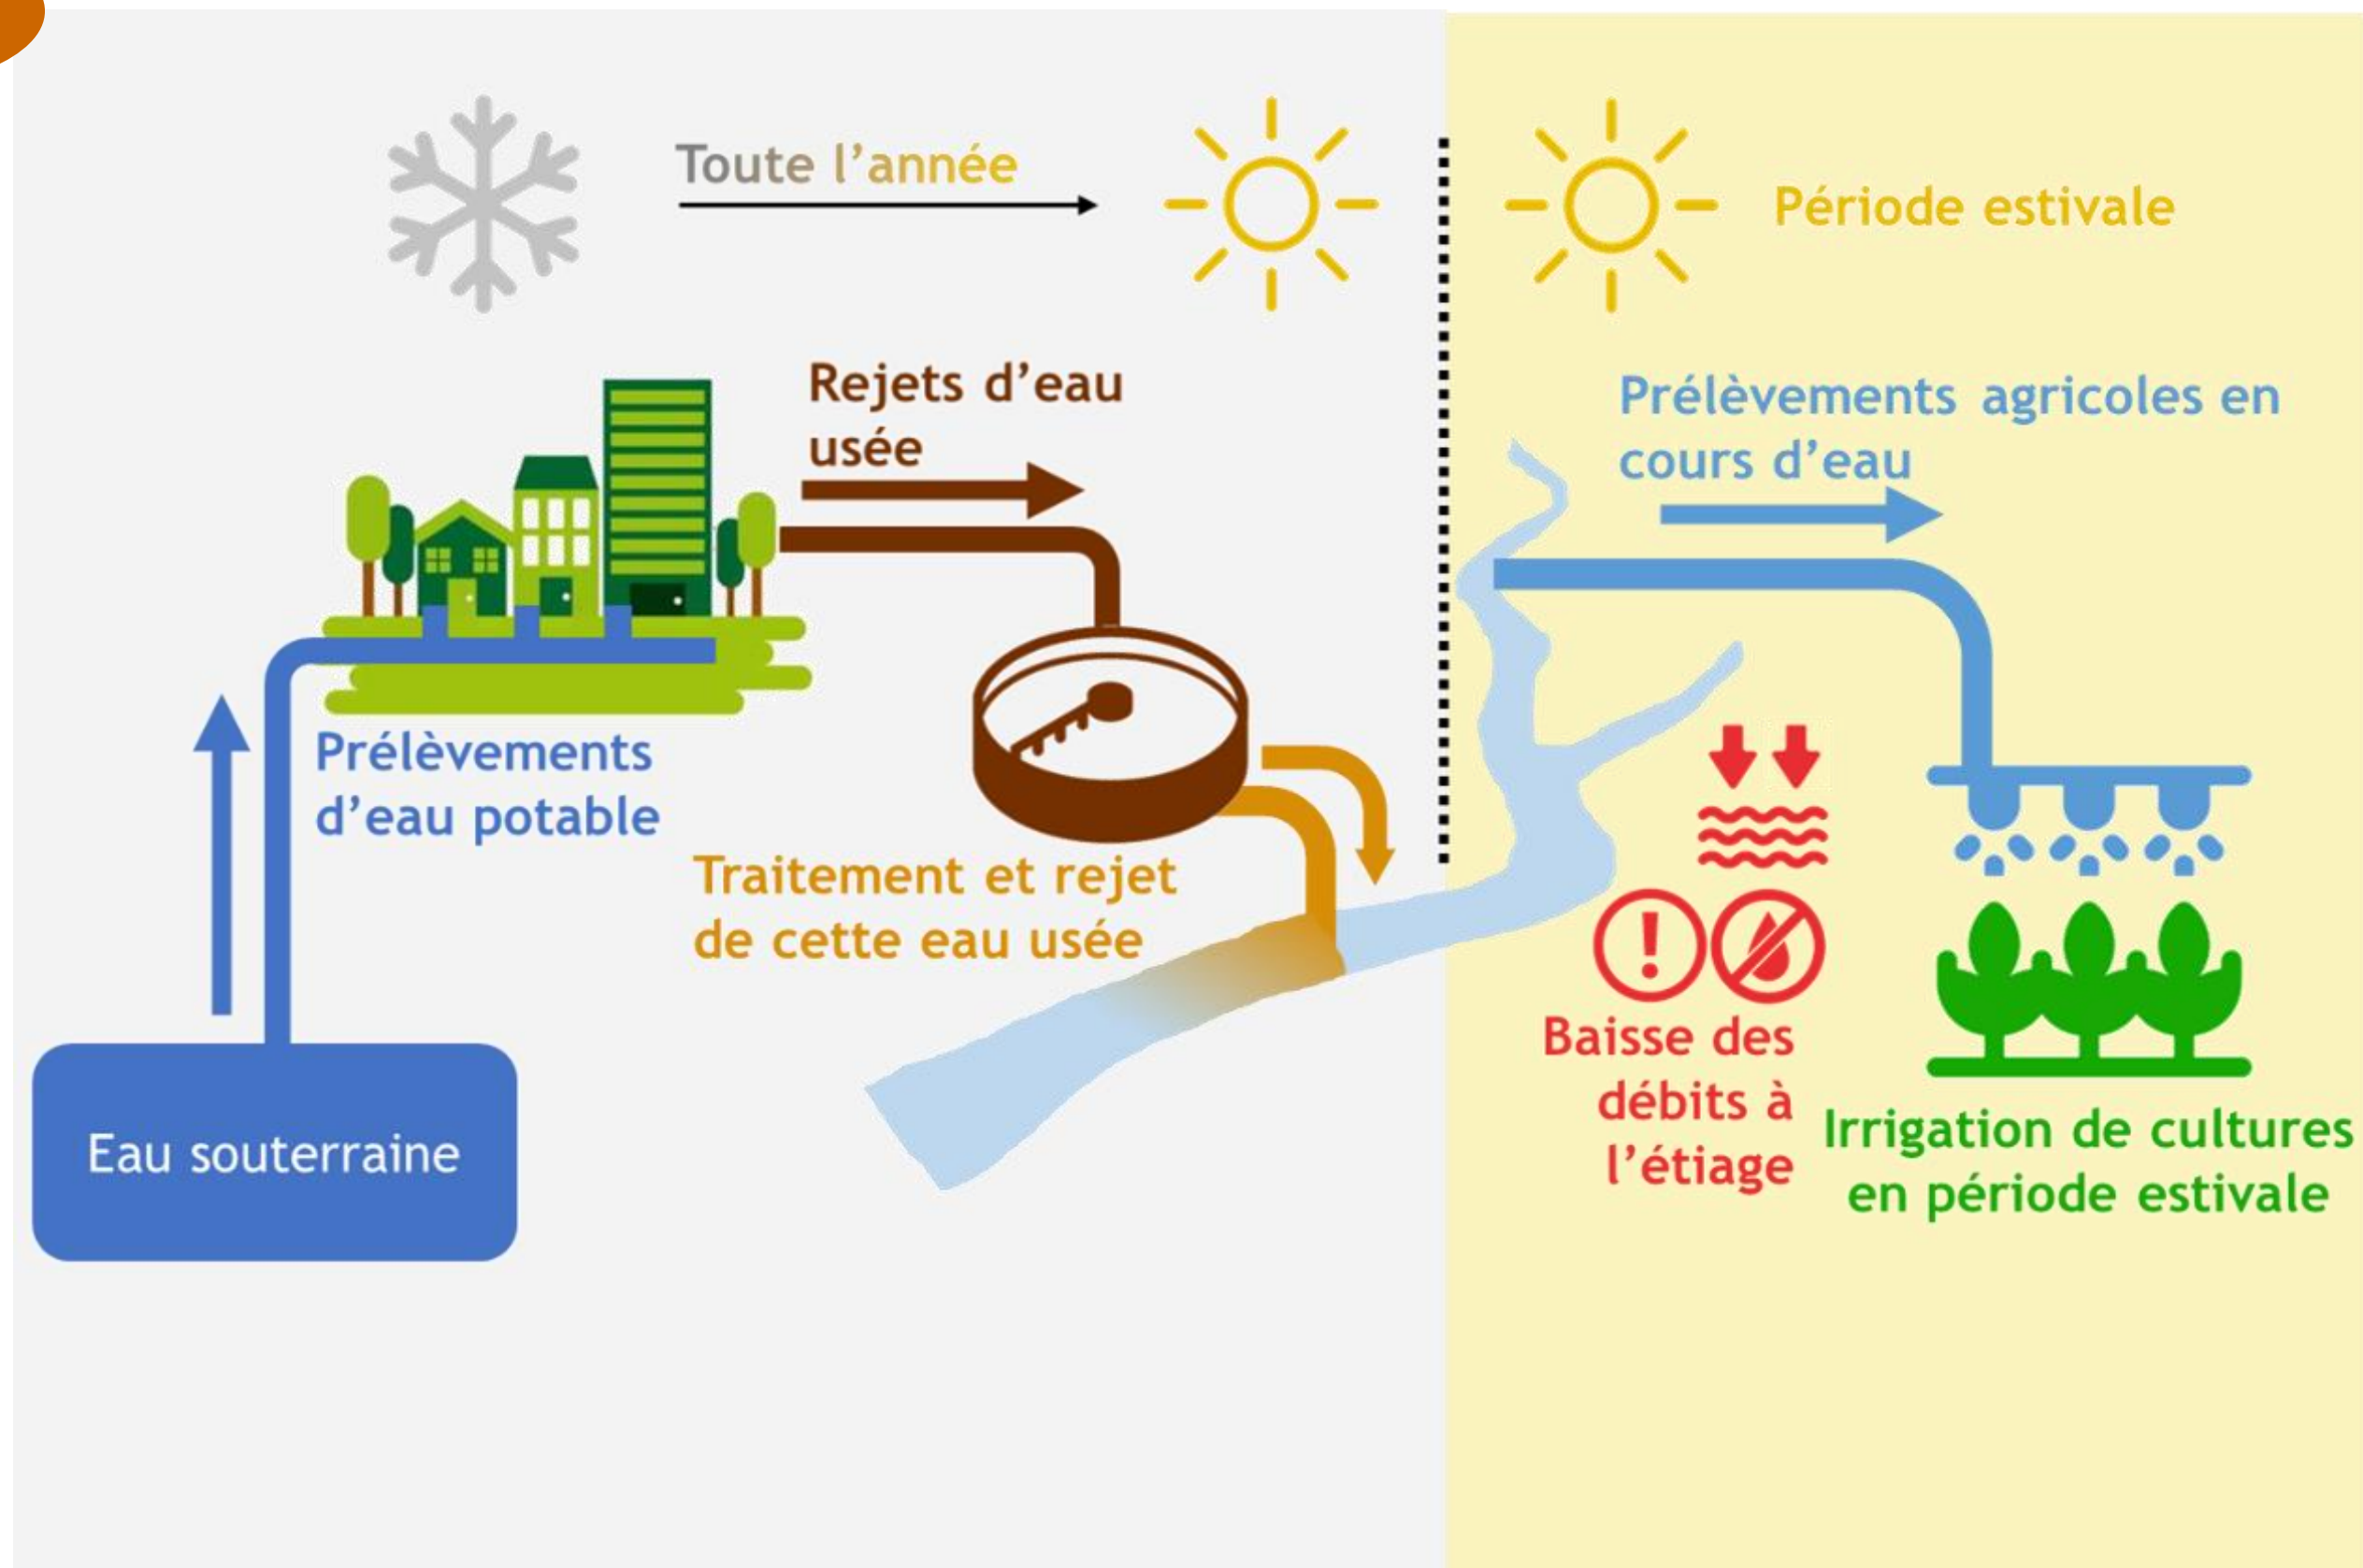 Toute l’année
Période estivale
Rejets d’eau
usée
Prélèvements agricoles en
cours d’eau
Prélèvements
d’eau potable
Traitement et rejet
de cette eau usée
Eau souterraine
Baisse des
débits à
l’étiage
Irrigation de cultures
en période estivale